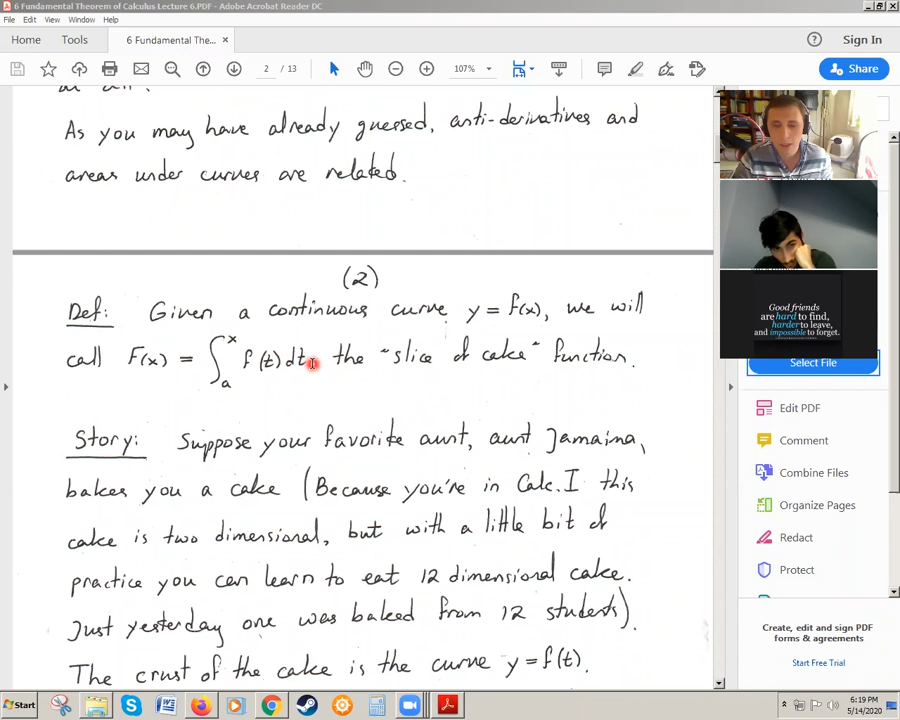 6 Fundamental Theorem of Calculus Lecture 6.PDF - Adobe Acrobat Reader DC
File Edit View Window Help
Home Tools 6 Fundamental The... × Sign In
2 / 13 107% Share
at all.
As you may have already guessed, anti-derivatives and
areas under curves are related.
(2)
Def: Given a continuous curve y = f(x), we will
call F(x) = ∫ₐˣ f(t)dt, the "slice of cake" function.
Story: Suppose your favorite aunt, aunt Jamaima,
bakes you a cake (Because you're in Calc. I this
cake is two dimensional, but with a little bit of
practice you can learn to eat 12 dimensional cake.
Just yesterday one was baked from 12 students).
The crust of the cake is the curve y = f(t).
Good friends
are hard to find,
harder to leave,
and impossible to forget.
Select File
Edit PDF
Comment
Combine Files
Organize Pages
Redact
Protect
Create, edit and sign PDF
forms & agreements
Start Free Trial
Start
6:19 PM
5/14/2020